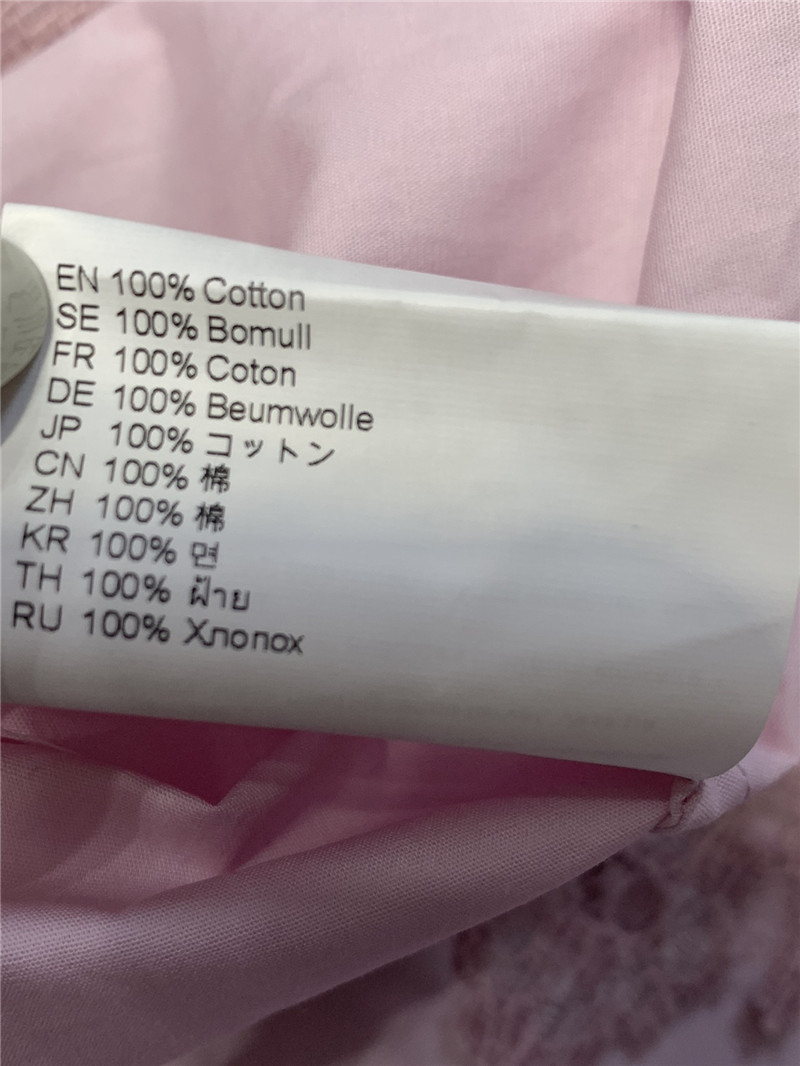 EN 100% Cotton
SE 100% Bomull
FR 100% Coton
DE 100% Beumwolle
JP 100% コットン
CN 100% 棉
ZH 100% 棉
KR 100% 면
TH 100% ฝ้าย
RU 100% Хлопох